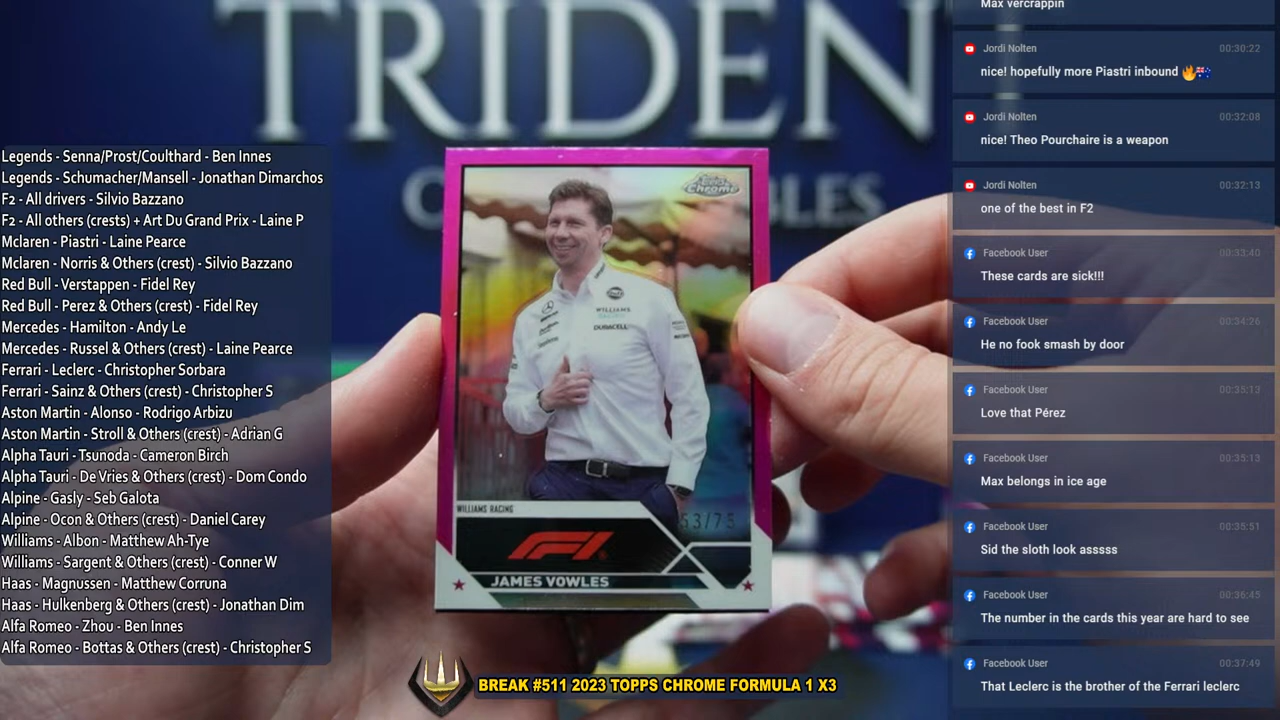 TRIDEN
C
BLES
Legends - Senna/Prost/Coulthard - Ben Innes
Legends - Schumacher/Mansell - Jonathan Dimarchos
F2 - All drivers - Silvio Bazzano
F2 - All others (crests) + Art Du Grand Prix - Laine P
Mclaren - Piastri - Laine Pearce
Mclaren - Norris & Others (crest) - Silvio Bazzano
Red Bull - Verstappen - Fidel Rey
Red Bull - Perez & Others (crest) - Fidel Rey
Mercedes - Hamilton - Andy Le
Mercedes - Russel & Others (crest) - Laine Pearce
Ferrari - Leclerc - Christopher Sorbara
Ferrari - Sainz & Others (crest) - Christopher S
Aston Martin - Alonso - Rodrigo Arbizu
Aston Martin - Stroll & Others (crest) - Adrian G
Alpha Tauri - Tsunoda - Cameron Birch
Alpha Tauri - De Vries & Others (crest) - Dom Condo
Alpine - Gasly - Seb Galota
Alpine - Ocon & Others (crest) - Daniel Carey
Williams - Albon - Matthew Ah-Tye
Williams - Sargent & Others (crest) - Conner W
Haas - Magnussen - Matthew Corruna
Haas - Hulkenberg & Others (crest) - Jonathan Dim
Alfa Romeo - Zhou - Ben Innes
Alfa Romeo - Bottas & Others (crest) - Christopher S
Topps Chrome
WILLIAMS
DURACELL
WILLIAMS RACING
53/75
F1
JAMES VOWLES
BREAK #511 2023 TOPPS CHROME FORMULA 1 X3
Max vercrappin
Jordi Nolten 00:30:22
nice! hopefully more Piastri inbound 🔥🇦🇺
Jordi Nolten 00:32:08
nice! Theo Pourchaire is a weapon
Jordi Nolten 00:32:13
one of the best in F2
Facebook User 00:33:40
These cards are sick!!!
Facebook User 00:34:26
He no fook smash by door
Facebook User 00:35:13
Love that Pérez
Facebook User 00:35:13
Max belongs in ice age
Facebook User 00:35:51
Sid the sloth look asssss
Facebook User 00:36:45
The number in the cards this year are hard to see
Facebook User 00:37:49
That Leclerc is the brother of the Ferrari leclerc